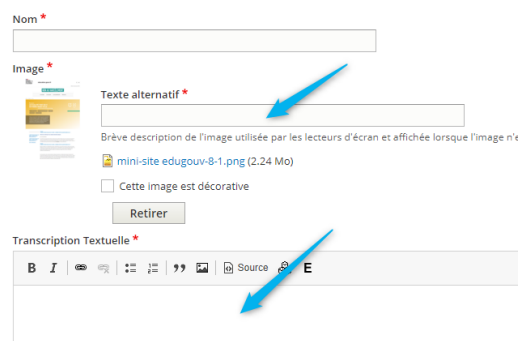 Nom *
Image *
Texte alternatif *
Brève description de l'image utilisée par les lecteurs d'écran et affichée lorsque l'image n'e
mini-site edugouv-8-1.png (2.24 Mo)
Cette image est décorative
Retirer
Transcription Textuelle *
B I Source E